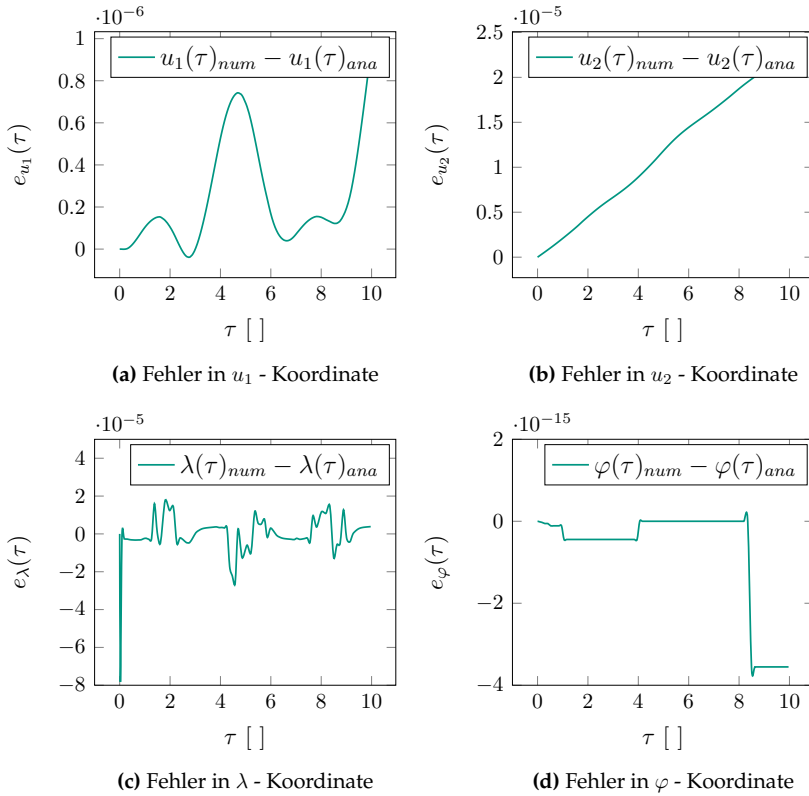 ·10−6
1
0.8
0.6
0.4
0.2
0
0 2 4 6 8 10
e_{u_1}(τ)
τ [ ]
u_1(τ)_{num} − u_1(τ)_{ana}
(a) Fehler in u_1 - Koordinate
·10−5
2.5
2
1.5
1
0.5
0
0 2 4 6 8 10
e_{u_2}(τ)
τ [ ]
u_2(τ)_{num} − u_2(τ)_{ana}
(b) Fehler in u_2 - Koordinate
·10−5
4
2
0
−2
−4
−6
−8
0 2 4 6 8 10
e_λ(τ)
τ [ ]
λ(τ)_{num} − λ(τ)_{ana}
(c) Fehler in λ - Koordinate
·10−15
2
0
−2
−4
0 2 4 6 8 10
e_φ(τ)
τ [ ]
φ(τ)_{num} − φ(τ)_{ana}
(d) Fehler in φ - Koordinate